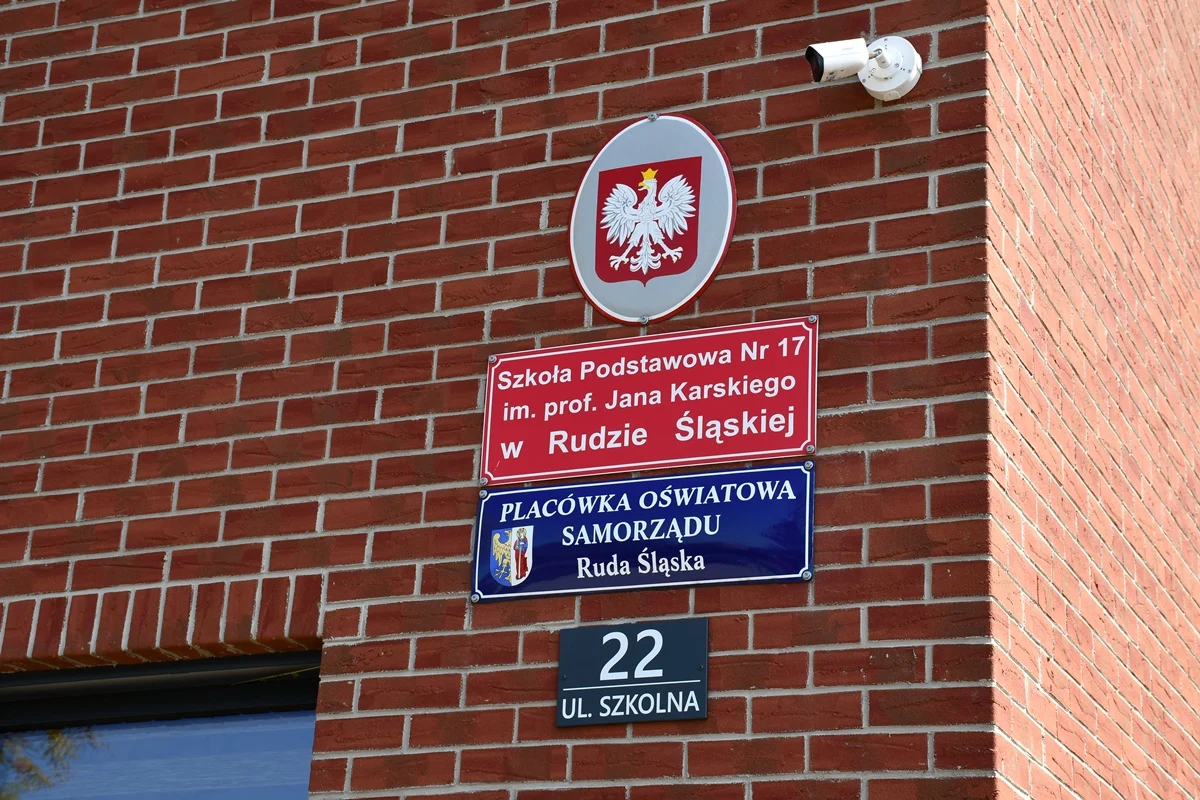 Szkoła Podstawowa Nr 17
im. prof. Jana Karskiego
w Rudzie Śląskiej
PLACÓWKA OŚWIATOWA
SAMORZĄDU
Ruda Śląska
22
UL. SZKOLNA